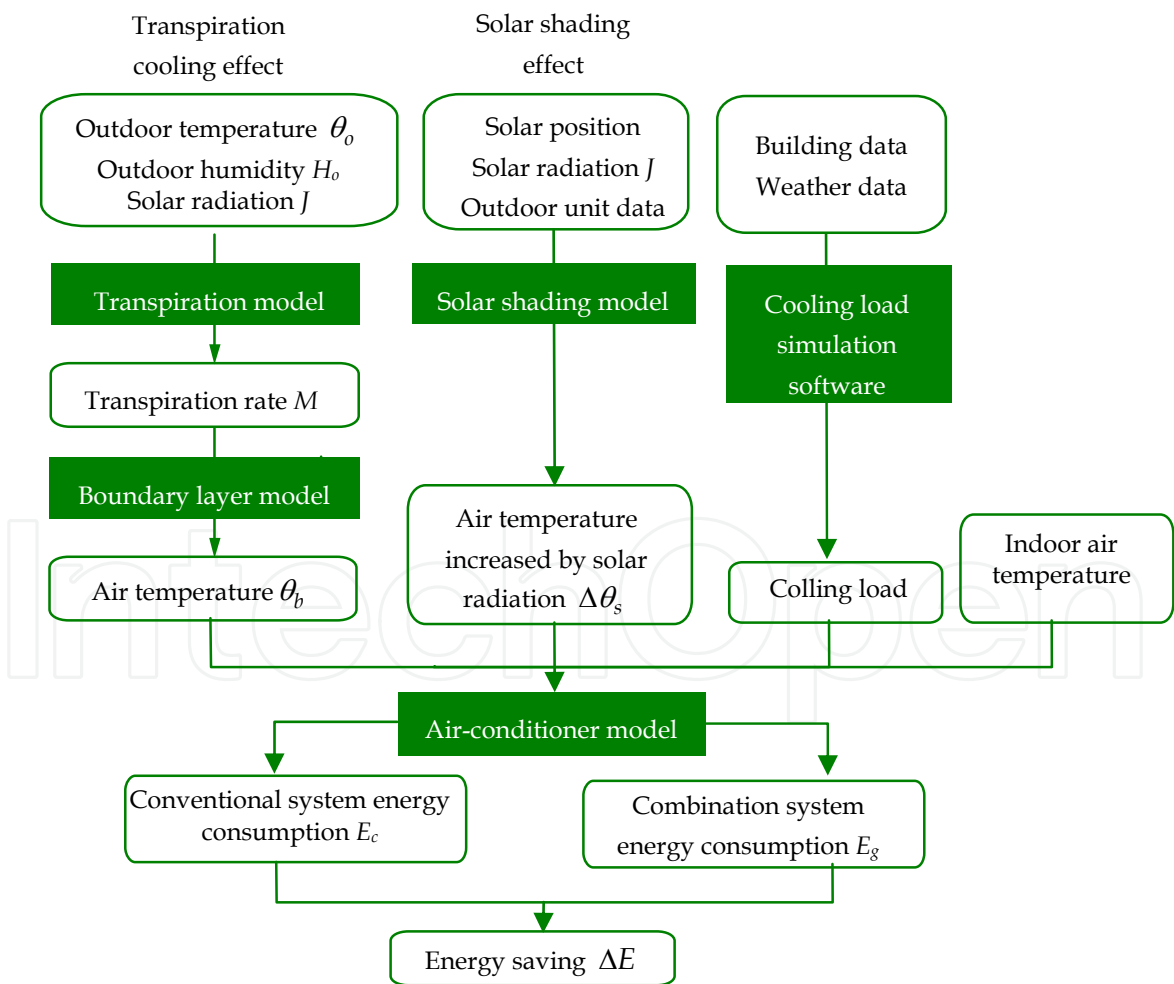 Transpiration
cooling effect
Solar shading
effect
Outdoor temperature θo
Outdoor humidity Ho
Solar radiation J
Solar position
Solar radiation J
Outdoor unit data
Building data
Weather data
Transpiration model
Solar shading model
Cooling load
simulation
software
Transpiration rate M
Boundary layer model
Air temperature θb
Air temperature
increased by solar
radiation Δθs
Colling load
Indoor air
temperature
IntechOpen
Air-conditioner model
Conventional system energy
consumption Ec
Combination system
energy consumption Eg
Energy saving ΔE